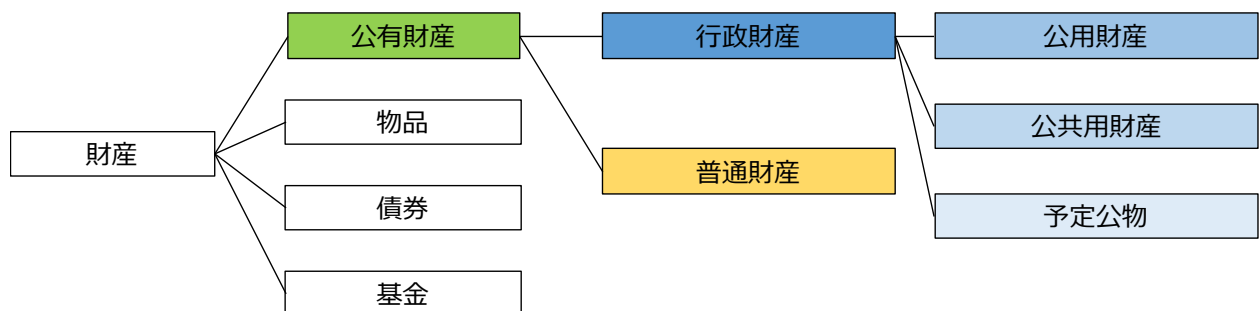 財産
公有財産
物品
債券
基金
行政財産
普通財産
公用財産
公共用財産
予定公物